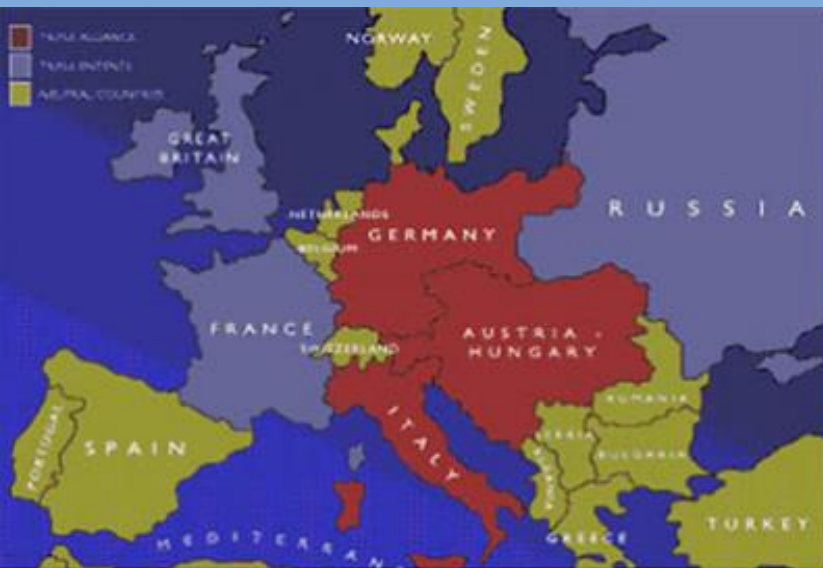 TRIPLE ALLIANCE
TRIPLE ENTENTE
NEUTRAL COUNTRIES
NORWAY
SWEDEN
GREAT
BRITAIN
RUSSIA
NETHERLANDS
GERMANY
BELGIUM
FRANCE
SWITZERLAND
AUSTRIA -
HUNGARY
RUMANIA
ITALY
PORTUGAL
SPAIN
SERBIA
BULGARIA
ALBANIA
TURKEY
GREECE
MEDITERRAN